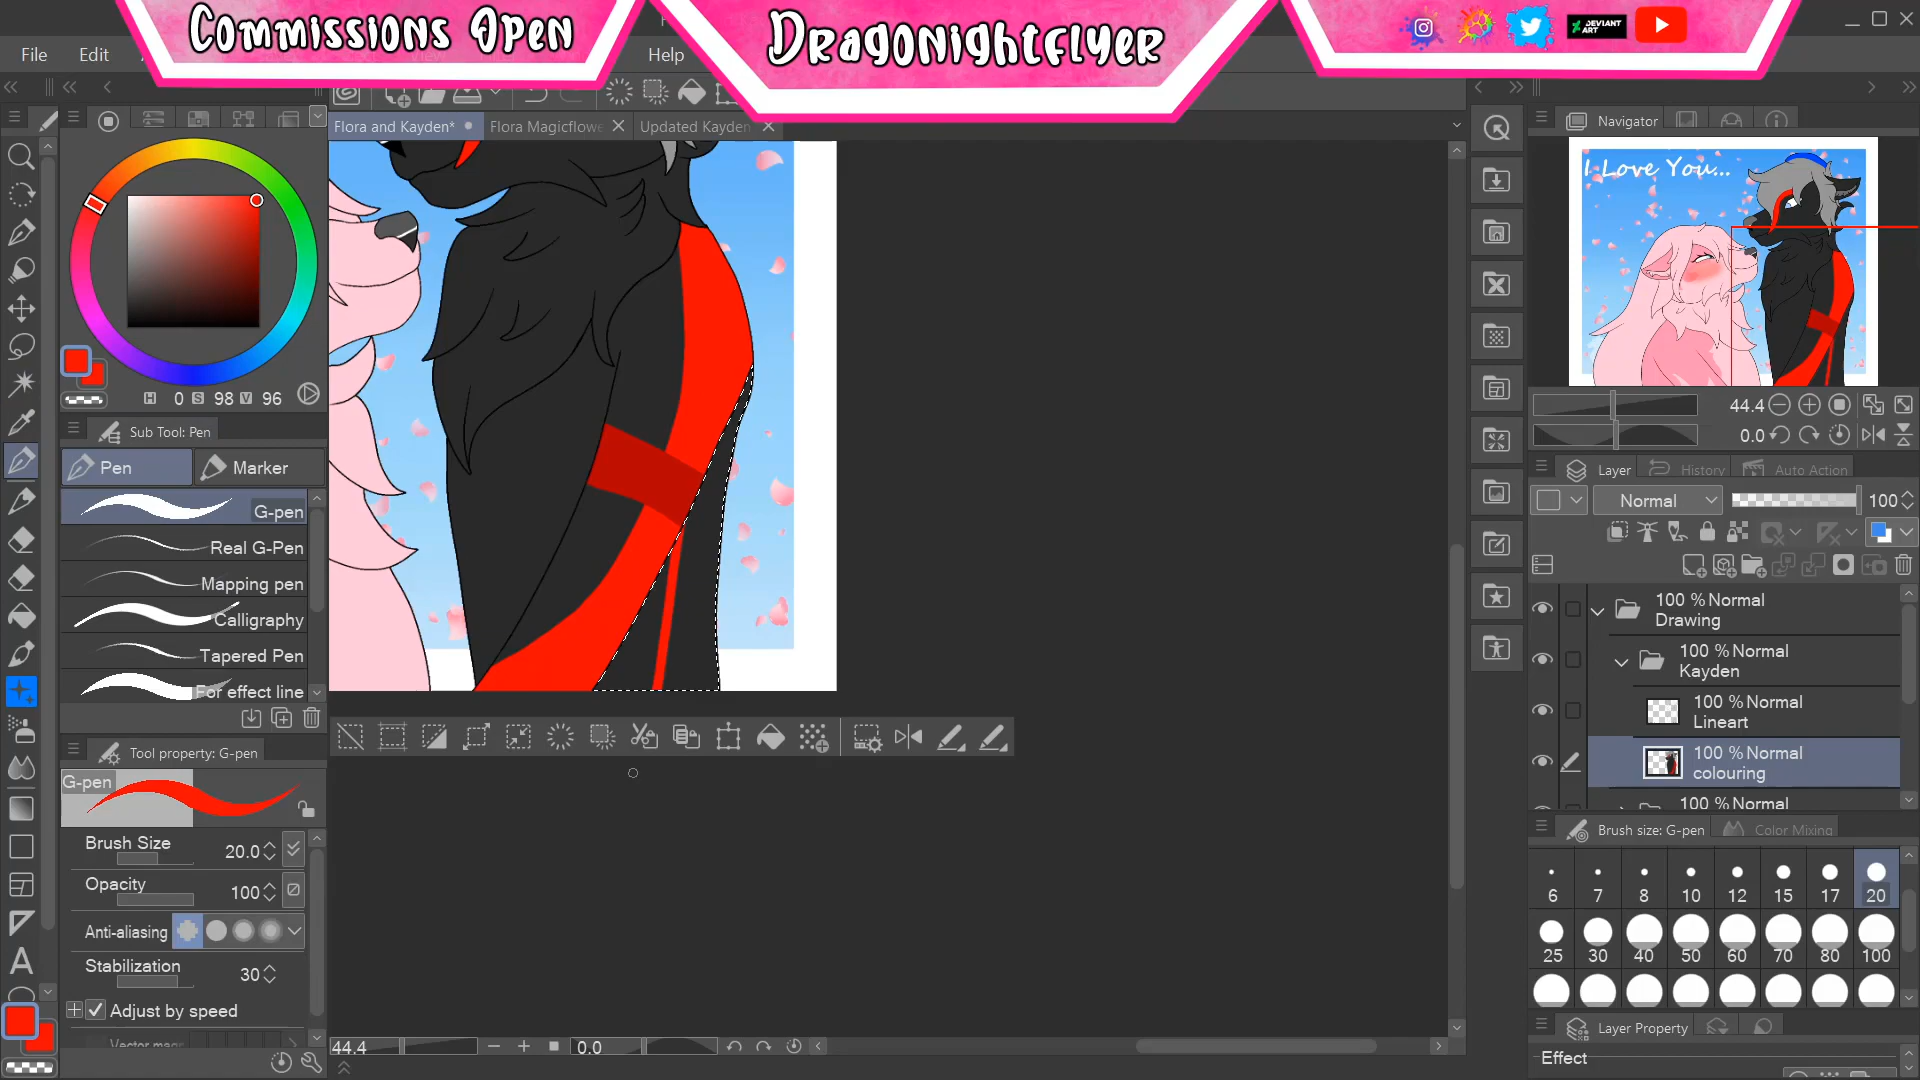 Commissions Open
Dragonightflyer
DEVIANT
ART
File
Edit
Help
Flora and Kayden*
Flora Magicflowe
Updated Kayden
Navigator
I Love You...
H 0 S 98 V 96
44.4
0.0
Sub Tool: Pen
Pen
Marker
Layer
History
Auto Action
Normal
100
G-pen
Real G-Pen
Mapping pen
Calligraphy
Tapered Pen
For effect line
100 %Normal
Drawing
100 %Normal
Kayden
100 %Normal
Lineart
100 %Normal
colouring
100 %Normal
Tool property: G-pen
G-pen
Brush Size
20.0
Opacity
100
Anti-aliasing
Stabilization
30
Adjust by speed
Brush size: G-pen
Color Mixing
6 7 8 10 12 15 17 20
25 30 40 50 60 70 80 100
Layer Property
Effect
44.4
0.0